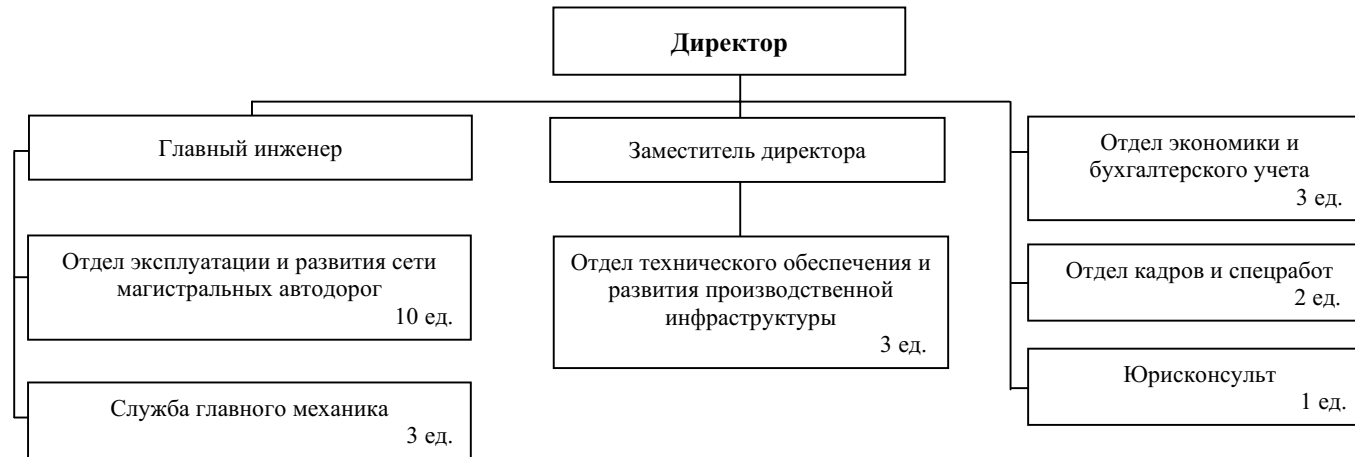 Директор
Главный инженер
Заместитель директора
Отдел экономики и
бухгалтерского учета
3 ед.
Отдел эксплуатации и развития сети
магистральных автодорог
10 ед.
Отдел технического обеспечения и
развития производственной
инфраструктуры
3 ед.
Отдел кадров и спецработ
2 ед.
Служба главного механика
3 ед.
Юрисконсульт
1 ед.